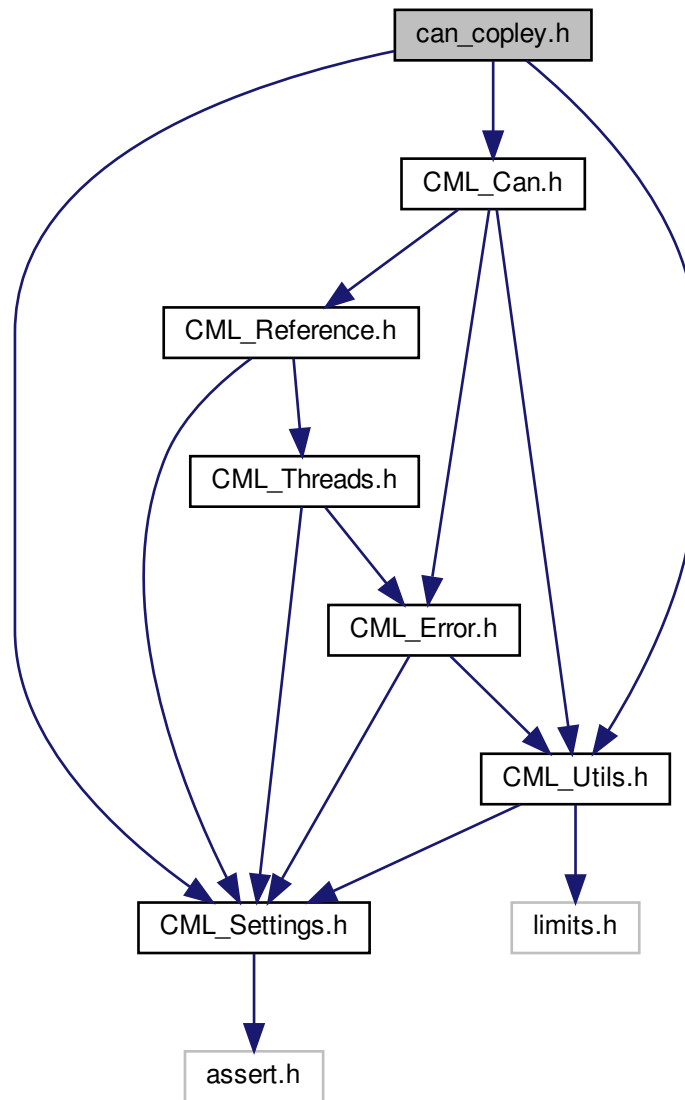 can_copley.h
CML_Can.h
CML_Reference.h
CML_Threads.h
CML_Error.h
CML_Utils.h
CML_Settings.h
limits.h
assert.h